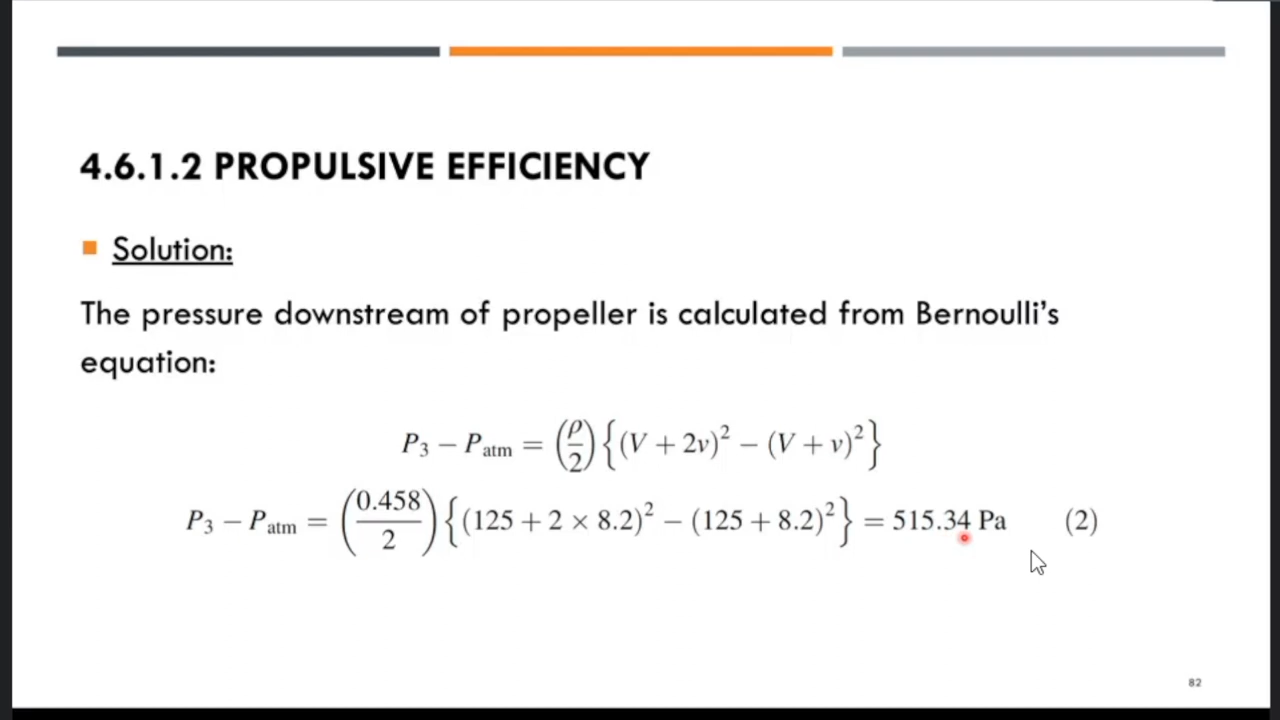 4.6.1.2 PROPULSIVE EFFICIENCY
Solution:
The pressure downstream of propeller is calculated from Bernoulli’s
equation:
P₃ − Pₐₜₘ = (ρ/2) {(V + 2v)² − (V + v)²}
P₃ − Pₐₜₘ = (0.458/2) {(125 + 2 × 8.2)² − (125 + 8.2)²} = 515.34 Pa (2)
82